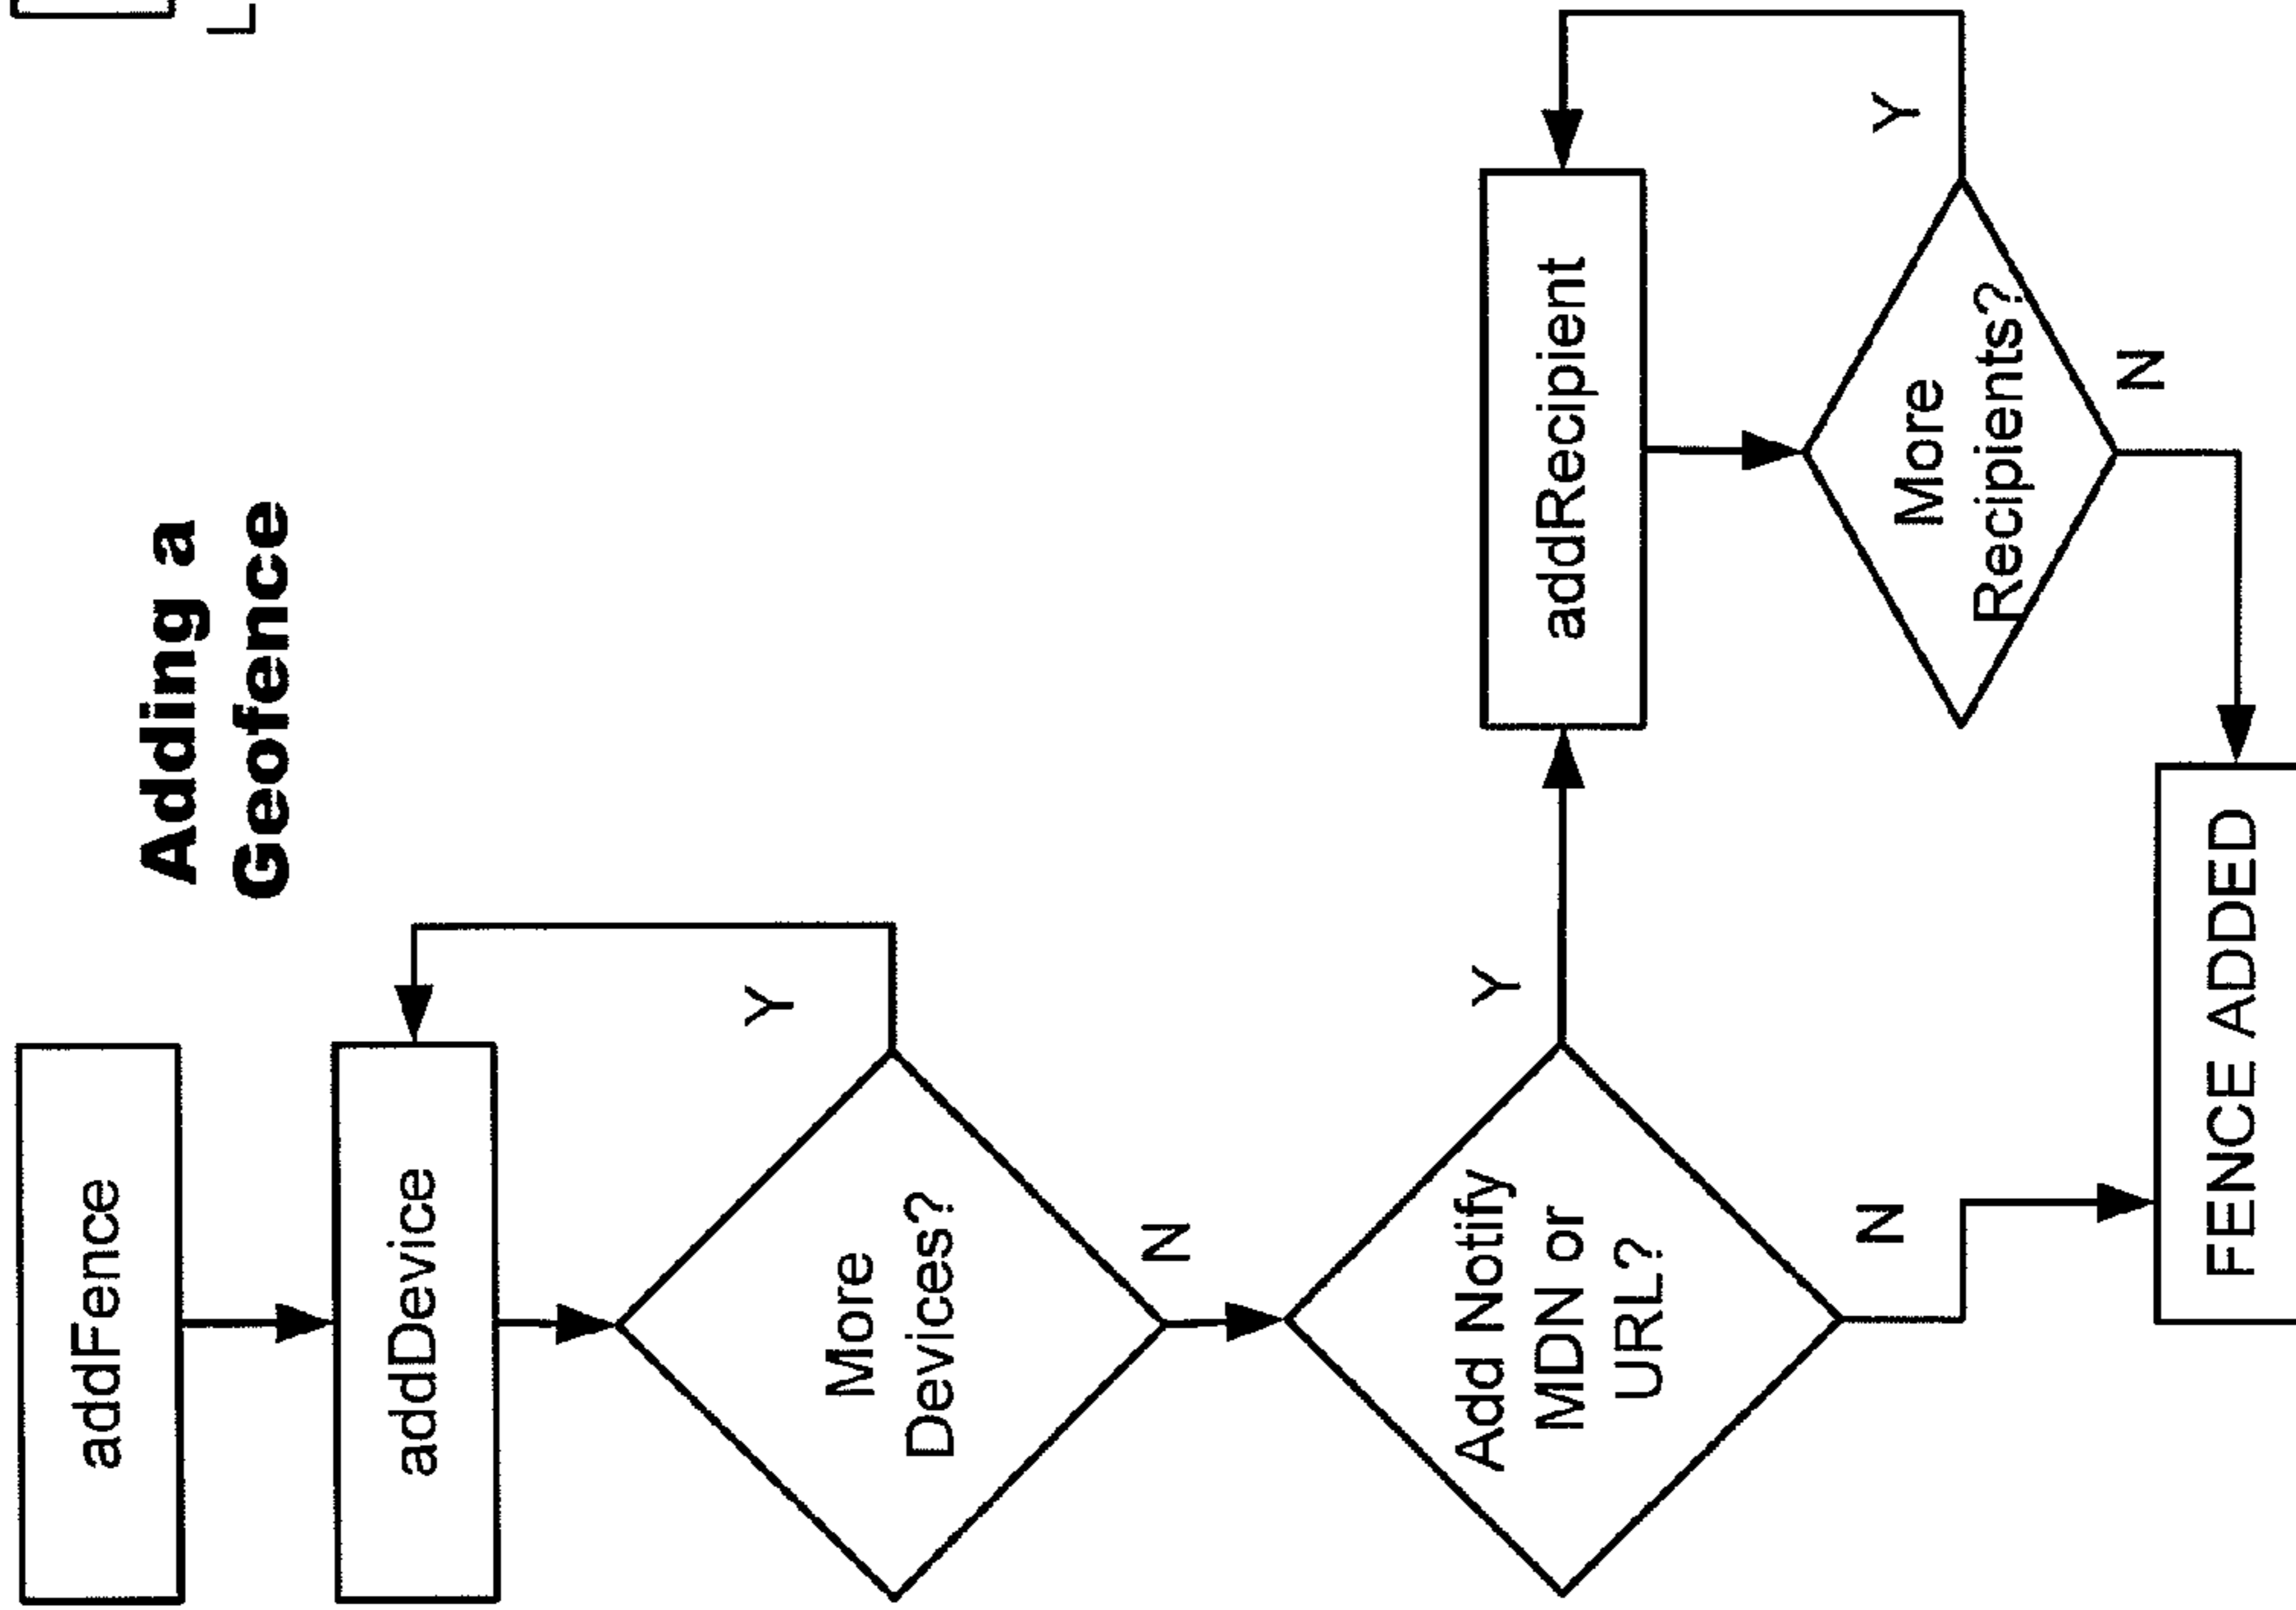 Adding a
Geofence
addFence
addDevice
More
Devices?
Y
N
Add Notify
MDN or
URL?
Y
N
addRecipient
More
Recipients?
Y
N
FENCE ADDED